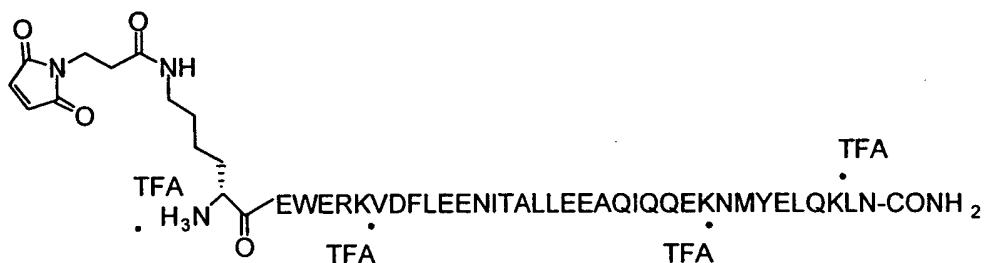 O
O
N
NH
O
O
TFA
TFA
H₃N
EWERKVDFLEENITALLEEAQIQQEKNMYELQKLN-CONH₂
O
TFA
TFA